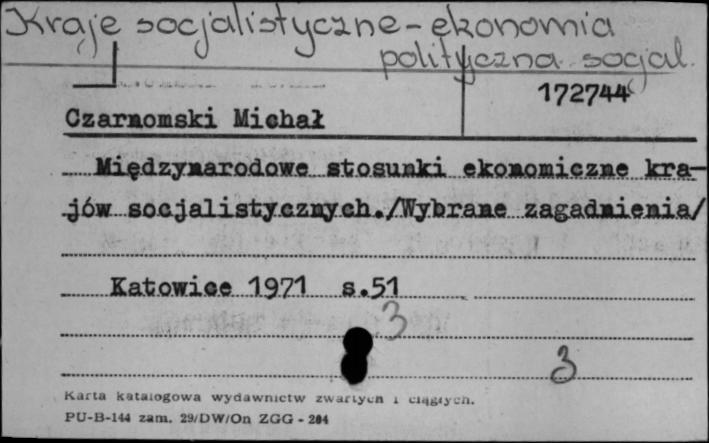 Kraje socjalistyczne - ekonomia
polityczna socjal.
172744
Czarnomski Michał
Międzynarodowe stosunki ekonomiczne kra-
jów socjalistycznych./Wybrane zagadnienia/
Katowice 1971 s.51
3
3
Karta katalogowa wydawnictw zwartych i ciągłych.
PU-B-144 zam. 29/DW/On ZGG - 204